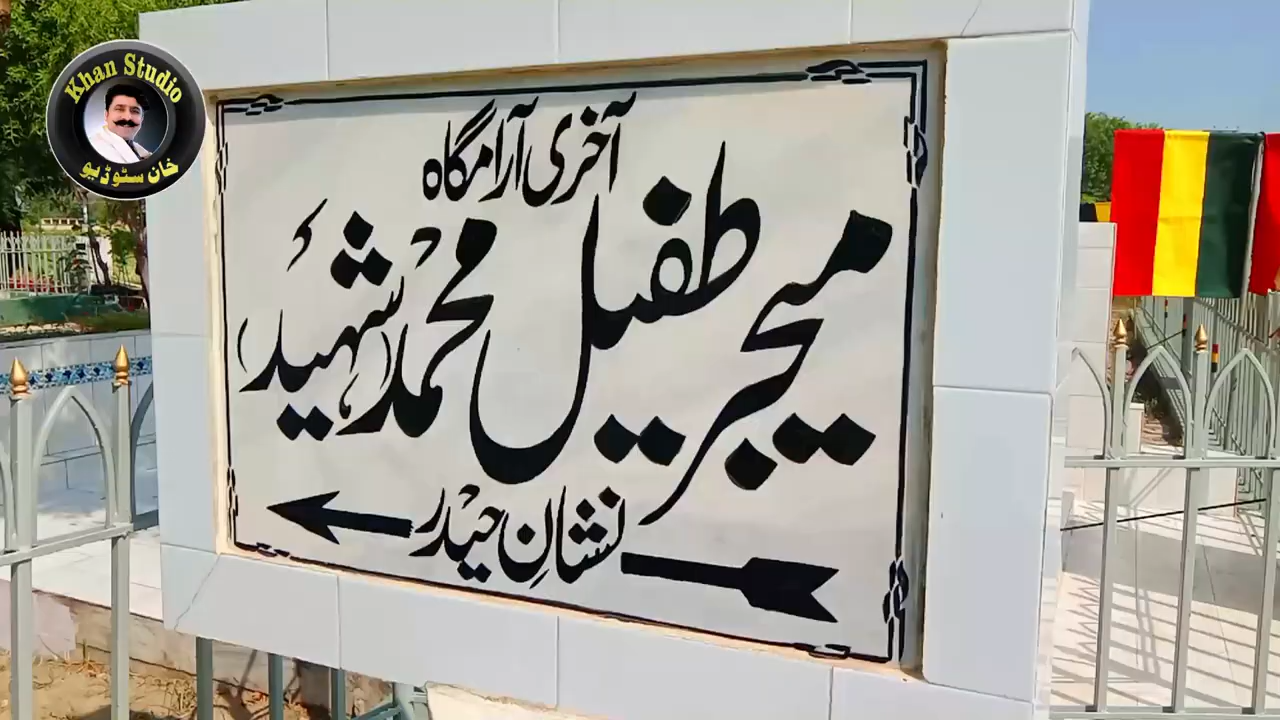 Khan Studio
خان سٹوڈیو
آخری آرامگاہ
میجر طفیل محمد (شہیدؒ)
نشانِ حیدر